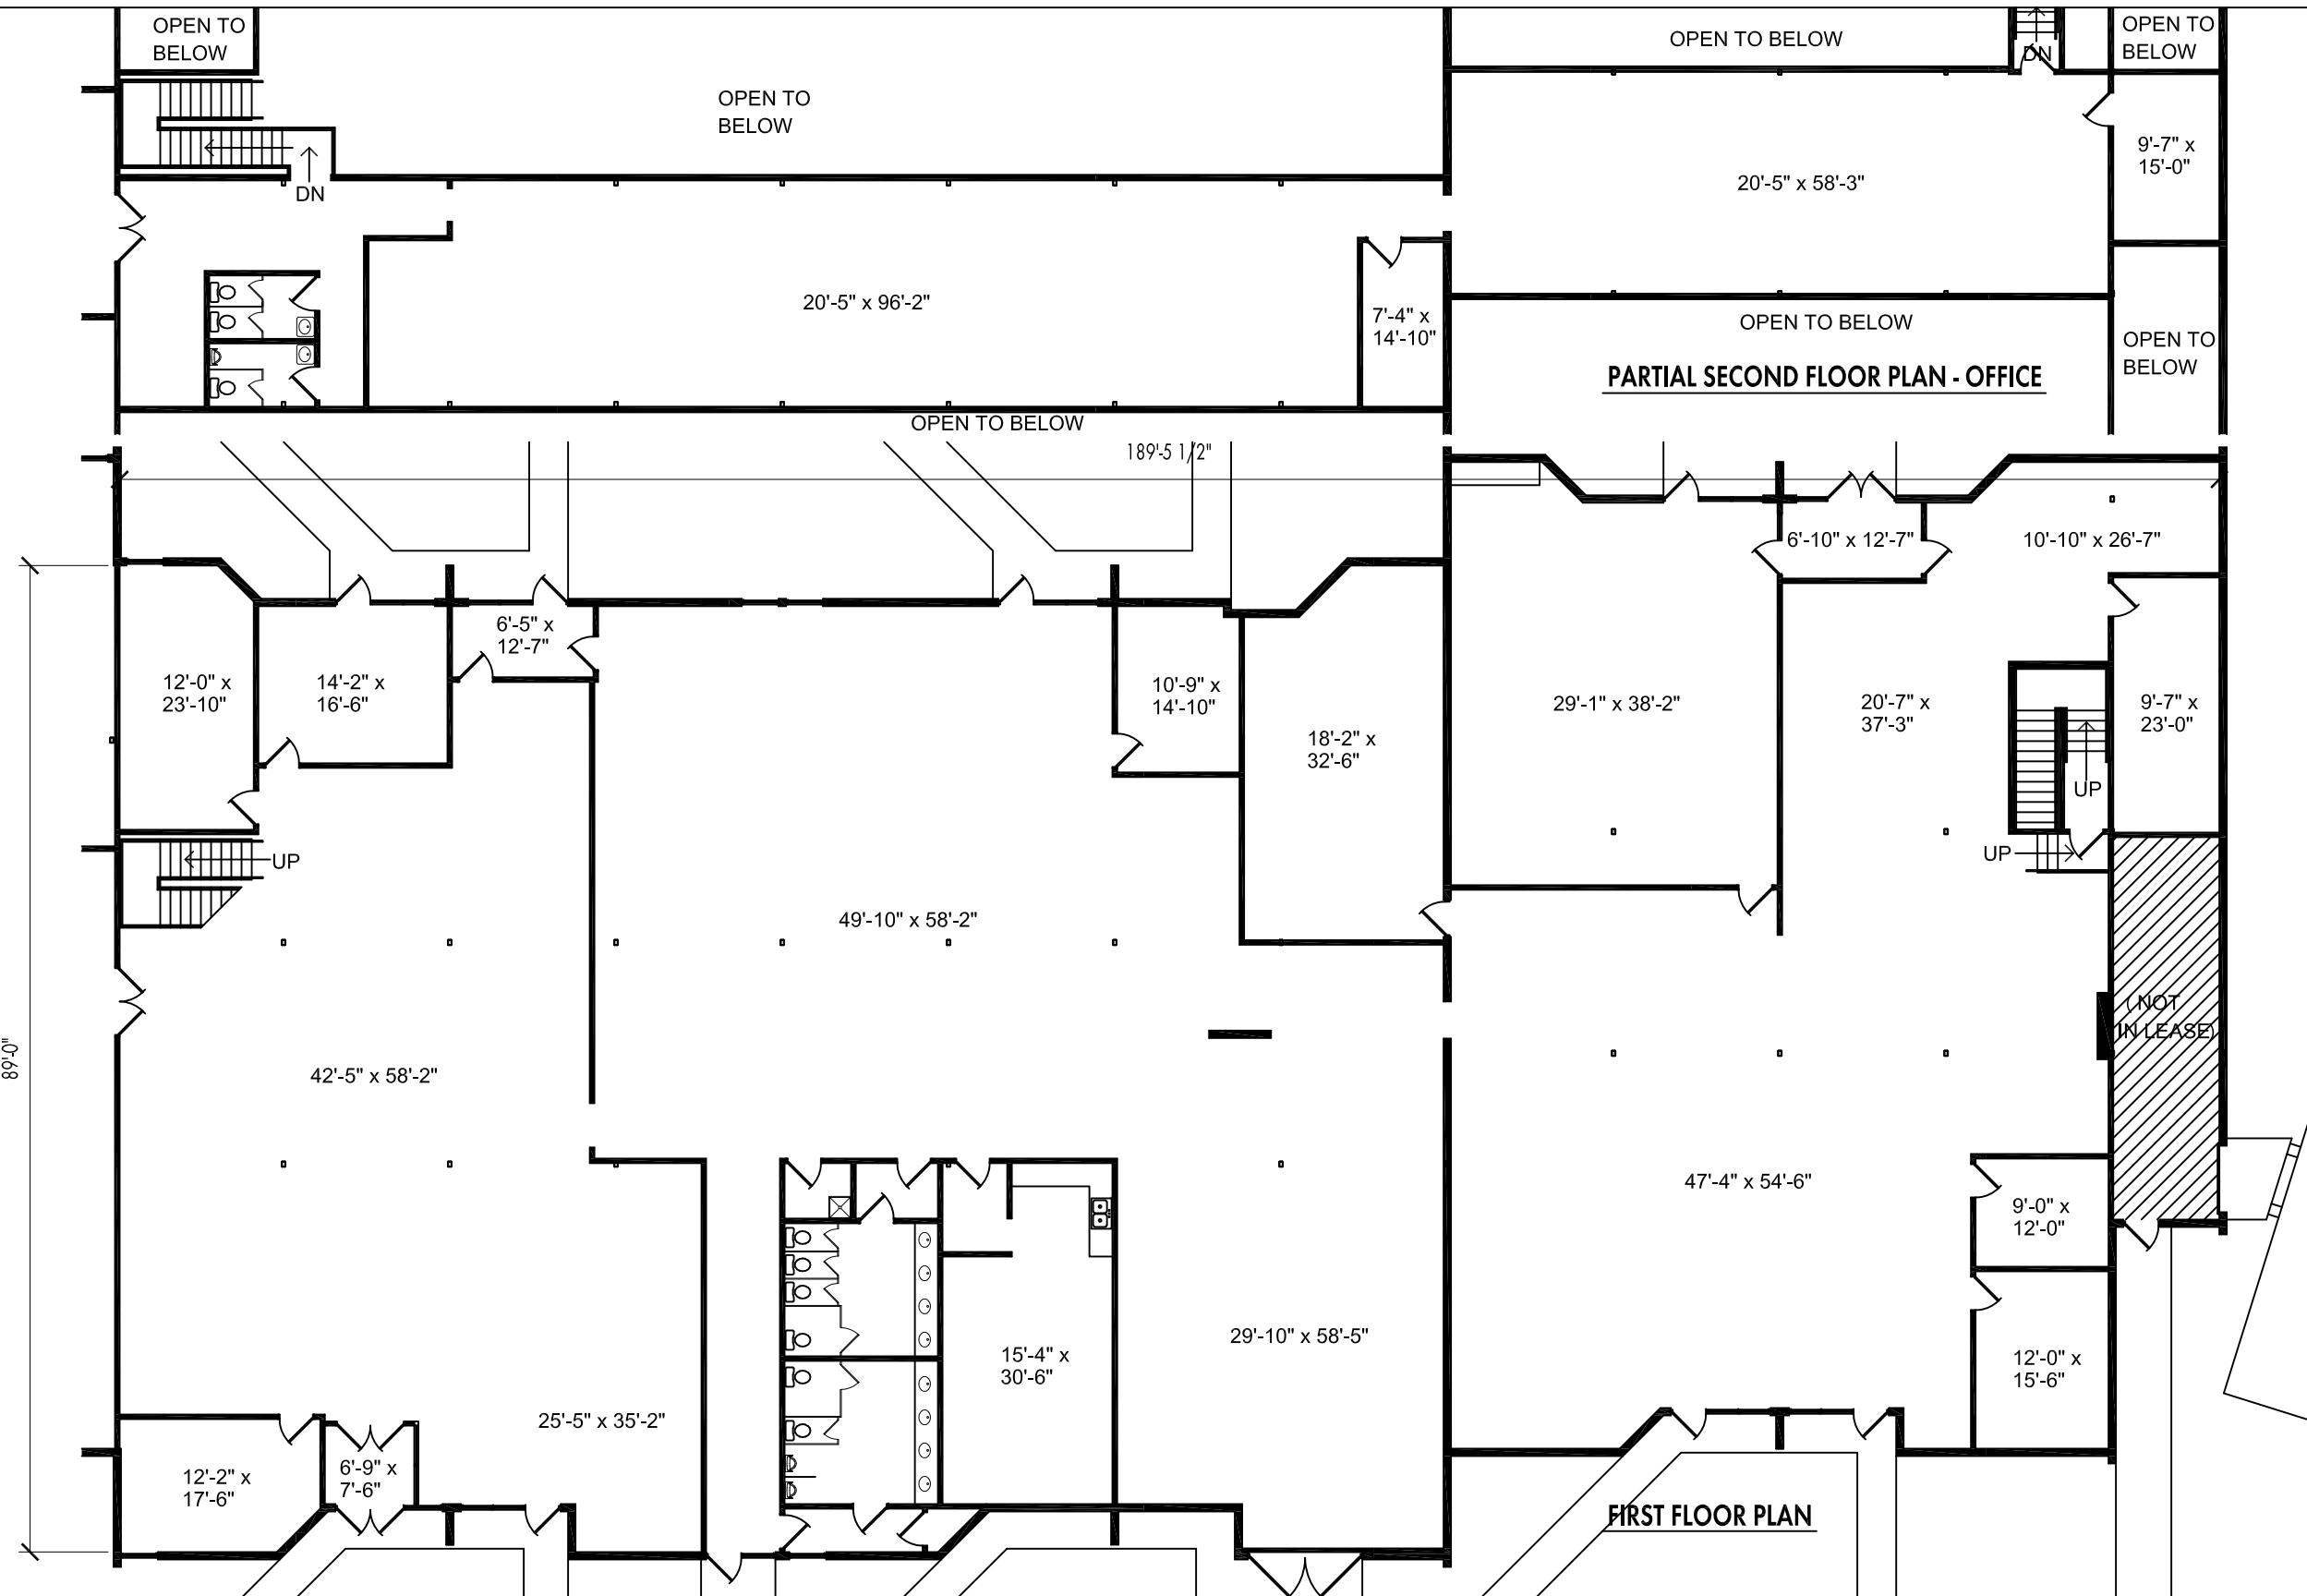 OPEN TO
BELOW
OPEN TO
BELOW
OPEN TO BELOW
DN
OPEN TO
BELOW
DN
9'-7" x
15'-0"
20'-5" x 58'-3"
20'-5" x 96'-2"
7'-4" x
14'-10"
OPEN TO BELOW
OPEN TO
BELOW
PARTIAL SECOND FLOOR PLAN - OFFICE
OPEN TO BELOW
189'-5 1/2"
6'-10" x 12'-7"
10'-10" x 26'-7"
6'-5" x
12'-7"
12'-0" x
23'-10"
14'-2" x
16'-6"
10'-9" x
14'-10"
18'-2" x
32'-6"
29'-1" x 38'-2"
20'-7" x
37'-3"
9'-7" x
23'-0"
UP
UP
UP
49'-10" x 58'-2"
(NOT
IN LEASE)
89'-0"
42'-5" x 58'-2"
47'-4" x 54'-6"
9'-0" x
12'-0"
29'-10" x 58'-5"
15'-4" x
30'-6"
12'-0" x
15'-6"
25'-5" x 35'-2"
12'-2" x
17'-6"
6'-9" x
7'-6"
FIRST FLOOR PLAN